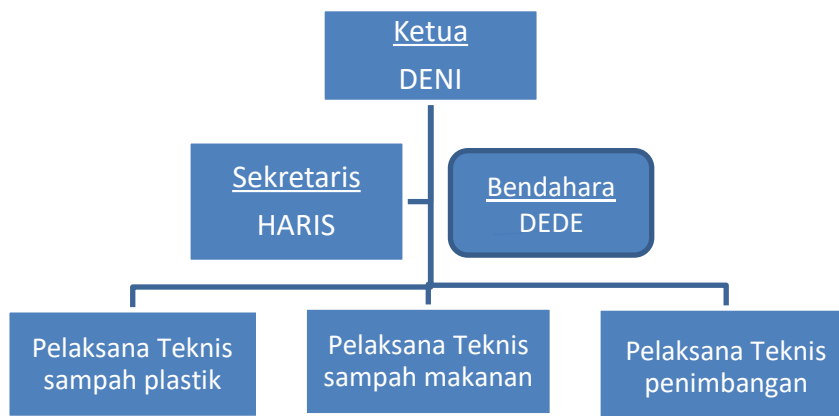 Ketua
DENI
Sekretaris
HARIS
Bendahara
DEDE
Pelaksana Teknis
sampah plastik
Pelaksana Teknis
sampah makanan
Pelaksana Teknis
penimbangan